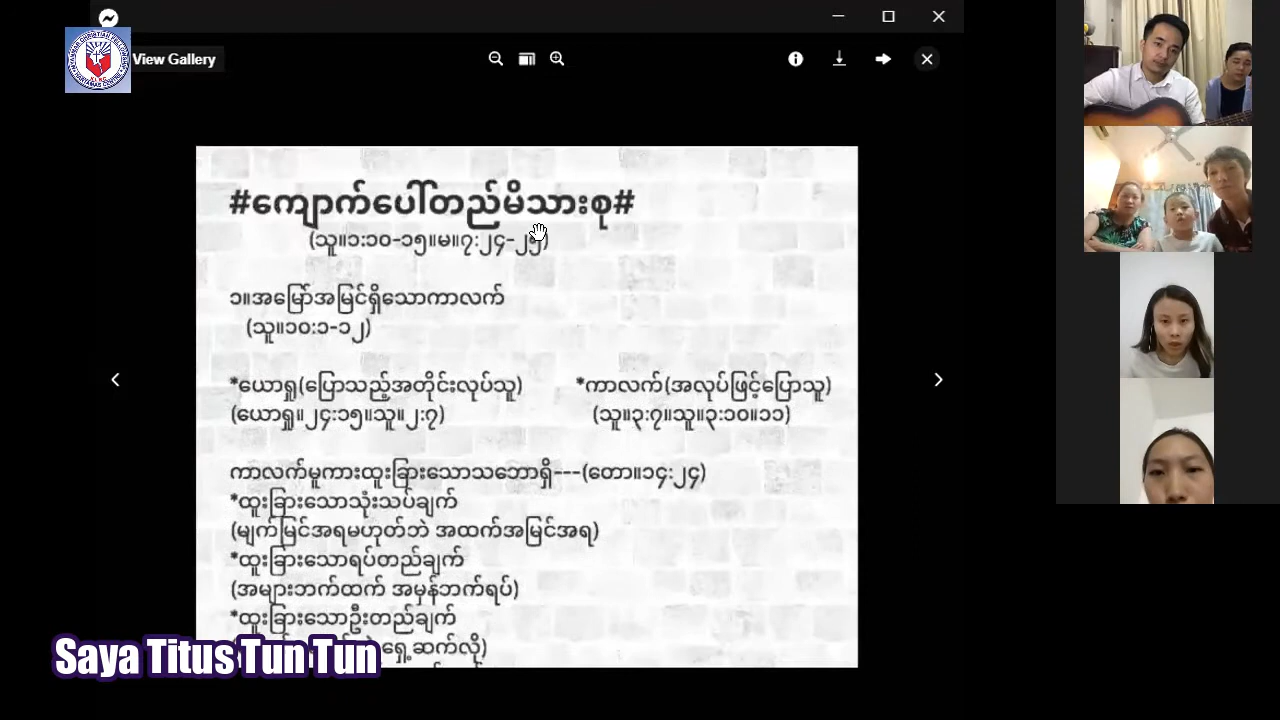 View Gallery
#ကျောက်ပေါ်တည်မိသားစု#
(သူ။၁:၁၀-၁၅။မ။၇:၂၄-၂၅)
၁။အမြော်အမြင်ရှိသောကာလက်
(သူ။၁၀:၁-၁၂)
*ယောရှု(ပြောသည့်အတိုင်းလုပ်သူ) *ကာလက်(အလုပ်ဖြင့်ပြောသူ)
(ယောရှု။၂၄:၁၅။သူ။၂:၇) (သူ။၃:၇။သူ။၃:၁၀။၁၁)
ကာလက်မူကားထူးခြားသောသဘောရှိ---(တော။၁၄:၂၄)
*ထူးခြားသောသုံးသပ်ချက်
(မျက်မြင်အရမဟုတ်ဘဲ အထက်အမြင်အရ)
*ထူးခြားသောရပ်တည်ချက်
(အများဘက်ထက် အမှန်ဘက်ရပ်)
*ထူးခြားသောဦးတည်ချက်
ရှေ့ဆက်လို)
Saya Titus Tun Tun